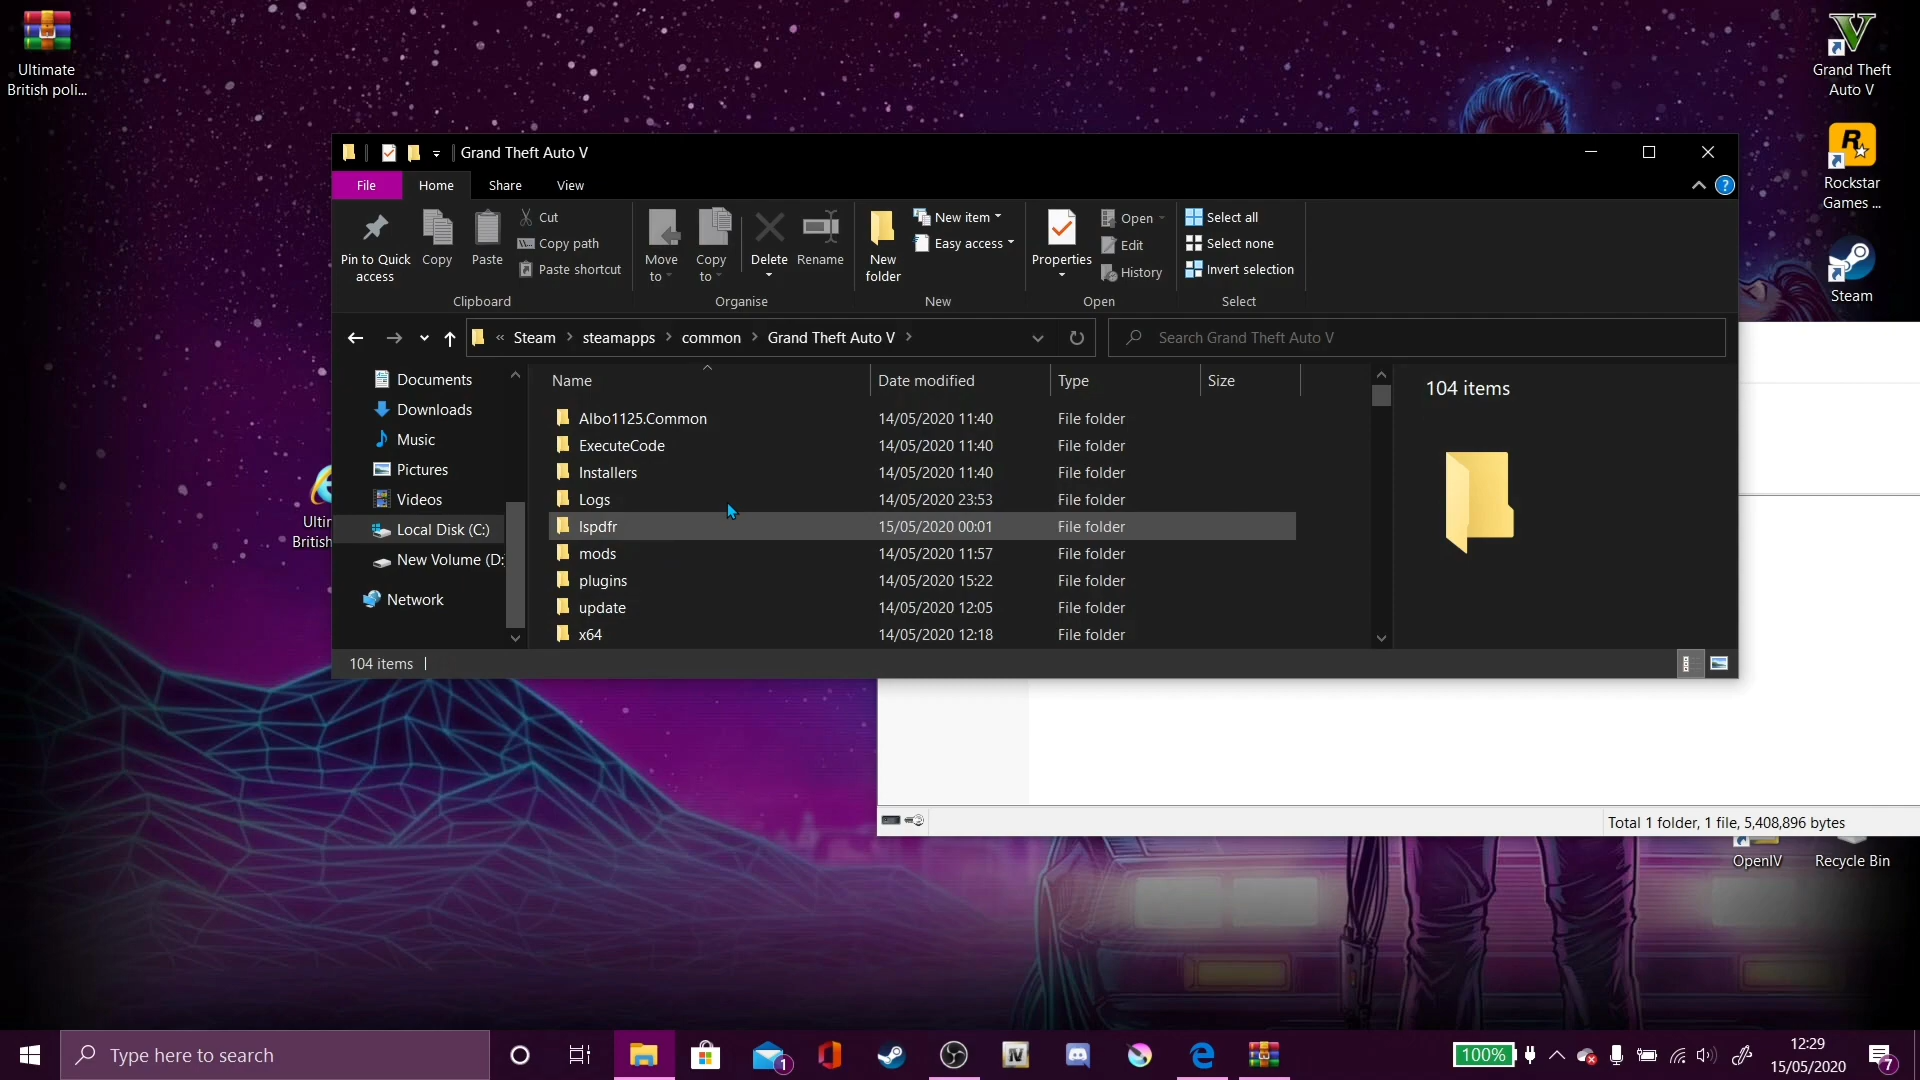 Ultimate
British poli...
Grand Theft
Auto V
Rockstar
Games ...
Steam
Grand Theft Auto V
File
Home
Share
View
Pin to Quick
access
Copy
Paste
Cut
Copy path
Paste shortcut
Clipboard
Move
to
Copy
to
Delete
Rename
Organise
New
folder
New item
Easy access
New
Properties
Open
Edit
History
Open
Select all
Select none
Invert selection
Select
« Steam > steamapps > common > Grand Theft Auto V >
Search Grand Theft Auto V
Documents
Downloads
Music
Pictures
Videos
Local Disk (C:)
New Volume (D:
Network
Name Date modified Type Size
Albo1125.Common 14/05/2020 11:40 File folder
ExecuteCode 14/05/2020 11:40 File folder
Installers 14/05/2020 11:40 File folder
Logs 14/05/2020 23:53 File folder
lspdfr 15/05/2020 00:01 File folder
mods 14/05/2020 11:57 File folder
plugins 14/05/2020 15:22 File folder
update 14/05/2020 12:05 File folder
x64 14/05/2020 12:18 File folder
104 items
104 items
Ultir
British
Total 1 folder, 1 file, 5,408,896 bytes
OpenIV
Recycle Bin
Type here to search
1
100%
12:29
15/05/2020
7